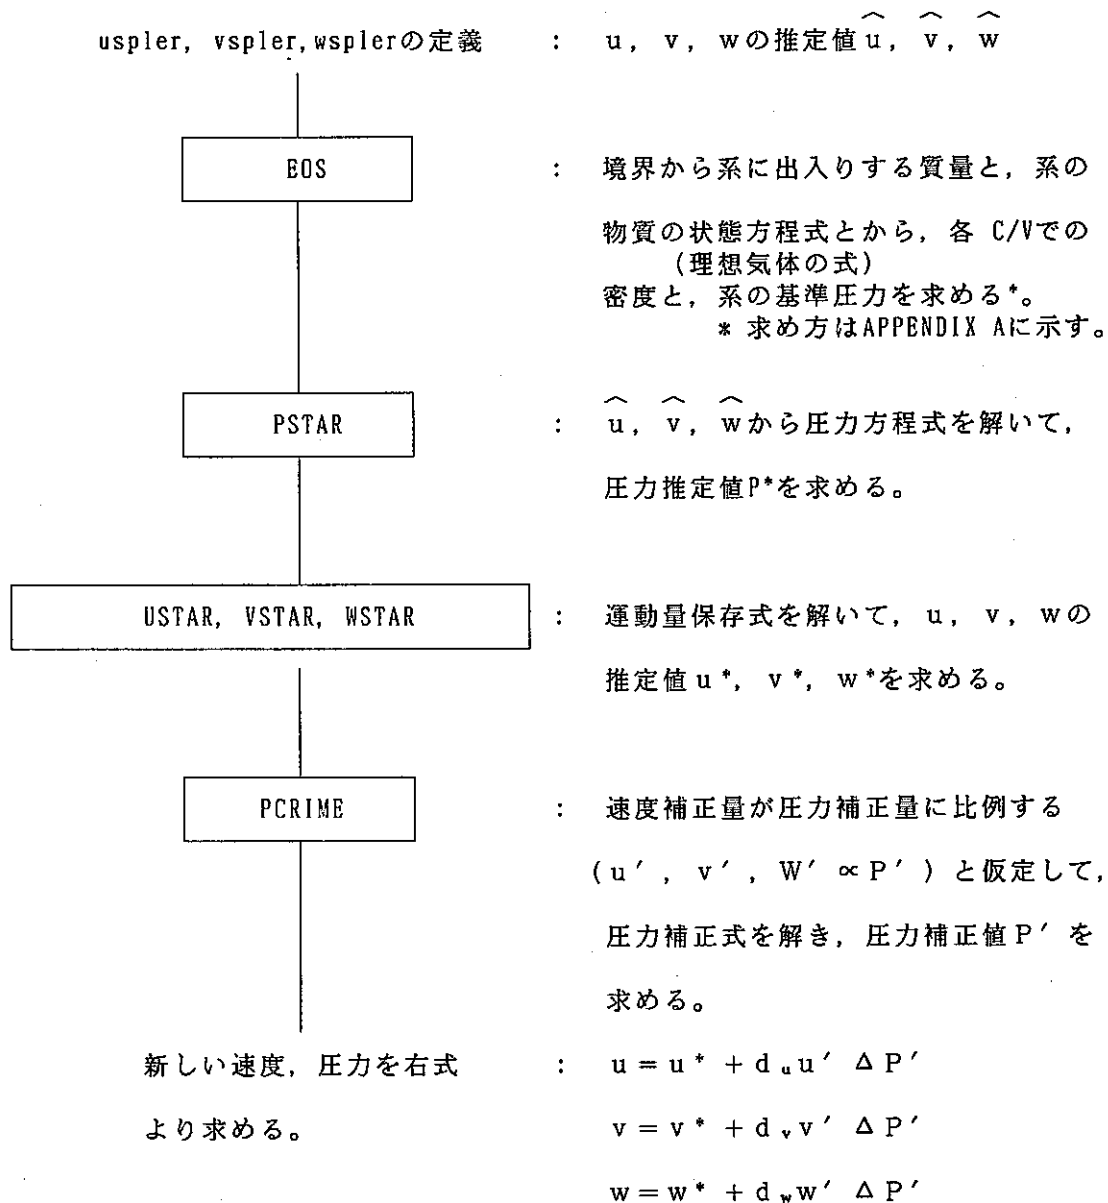 uspler, vspler,wsplerの定義 : u, v, wの推定値û, v̂, ŵ
EOS : 境界から系に出入りする質量と, 系の
物質の状態方程式とから, 各 C/Vでの
(理想気体の式)
密度と, 系の基準圧力を求める*。
* 求め方はAPPENDIX Aに示す。
PSTAR : û, v̂, ŵから圧力方程式を解いて,
圧力推定値P*を求める。
USTAR, VSTAR, WSTAR : 運動量保存式を解いて, u, v, wの
推定値u*, v*, w*を求める。
PCRIME : 速度補正量が圧力補正量に比例する
(u′, v′, W′∝P′) と仮定して,
圧力補正式を解き, 圧力補正値P′を
求める。
新しい速度, 圧力を右式 : u=u*+d_u u′ΔP′
より求める。 v=v*+d_v v′ΔP′
w=w*+d_w w′ΔP′